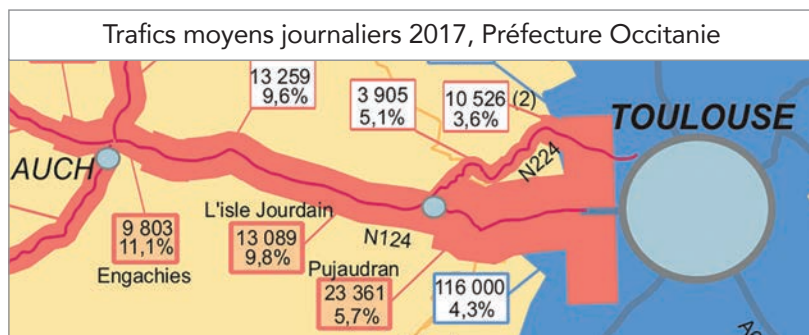 Trafics moyens journaliers 2017, Préfecture Occitanie
13 259
9,6%
3 905
5,1%
10 526 (2)
3,6%
TOULOUSE
N224
AUCH
L'isle Jourdain
9 803
11,1%
Engachies
13 089
9,8%
N124
Pujaudran
23 361
5,7%
116 000
4,3%